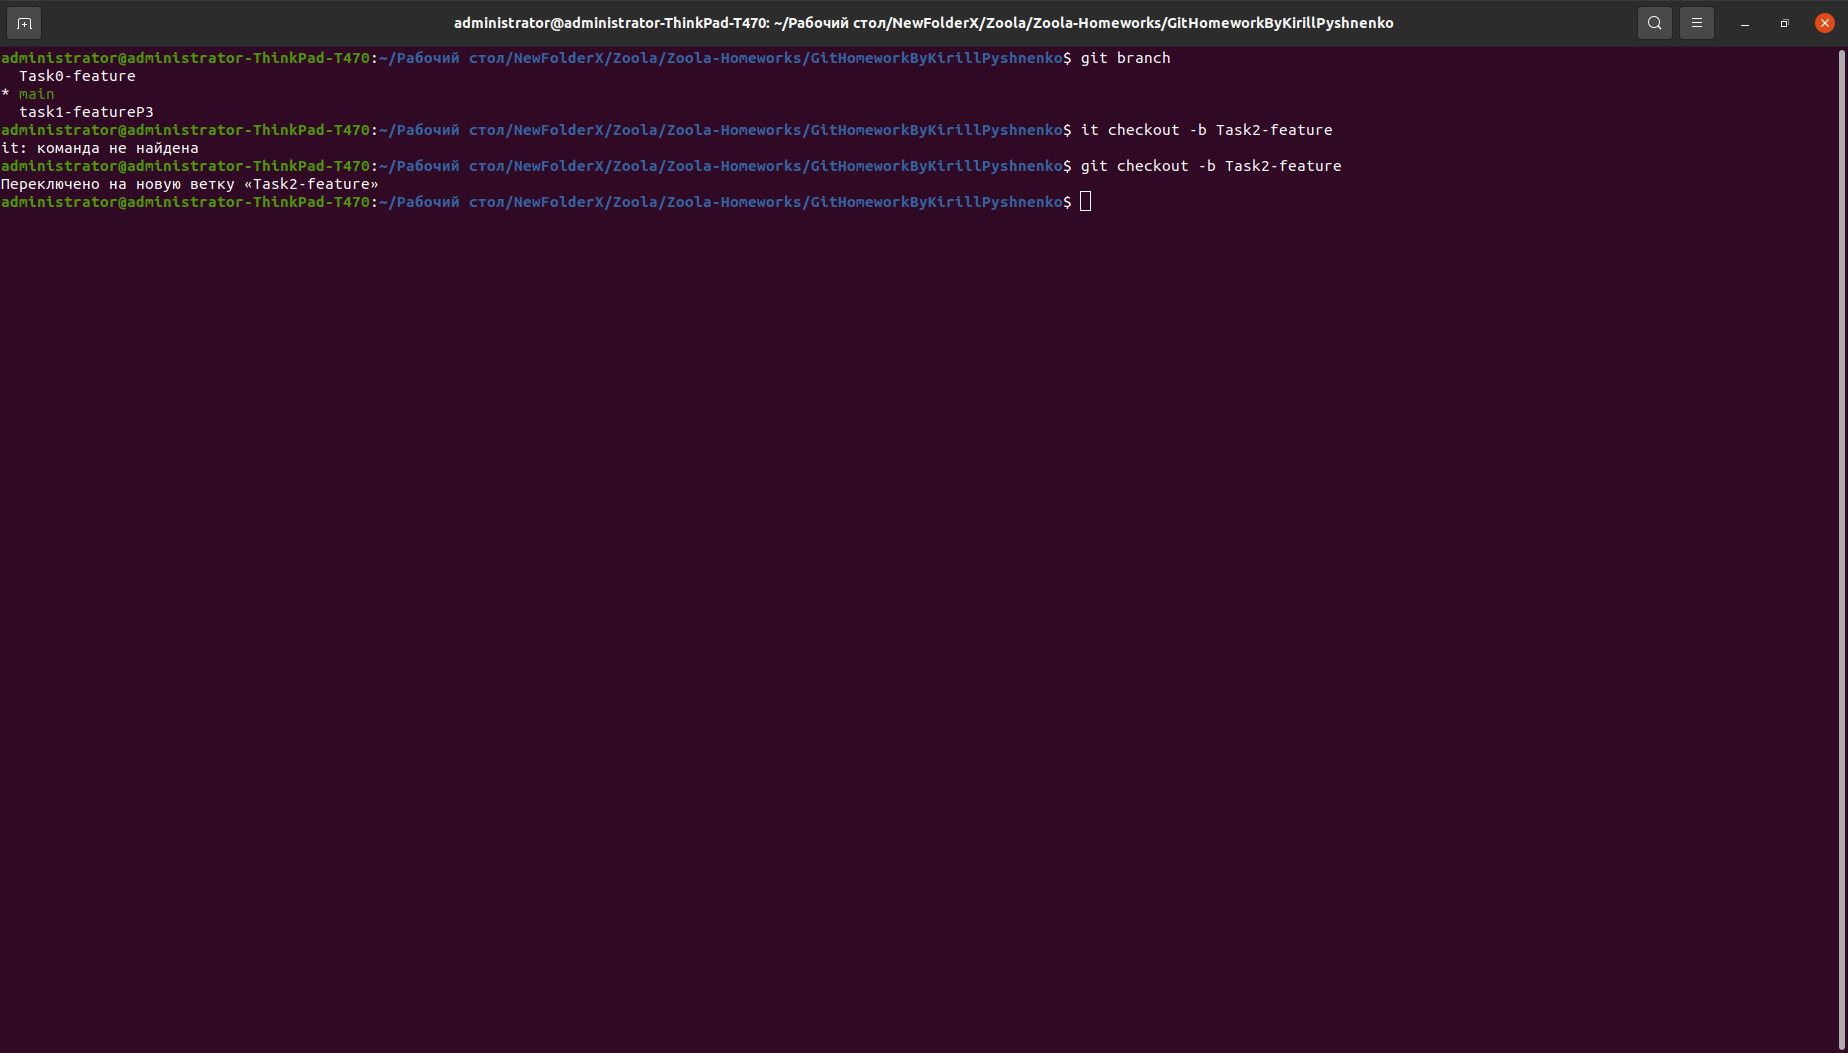 administrator@administrator-ThinkPad-T470: ~/Рабочий стол/NewFolderX/Zoola/Zoola-Homeworks/GitHomeworkByKirillPyshnenko
administrator@administrator-ThinkPad-T470:~/Рабочий стол/NewFolderX/Zoola/Zoola-Homeworks/GitHomeworkByKirillPyshnenko$ git branch
  Task0-feature
* main
  task1-featureP3
administrator@administrator-ThinkPad-T470:~/Рабочий стол/NewFolderX/Zoola/Zoola-Homeworks/GitHomeworkByKirillPyshnenko$ it checkout -b Task2-feature
it: команда не найдена
administrator@administrator-ThinkPad-T470:~/Рабочий стол/NewFolderX/Zoola/Zoola-Homeworks/GitHomeworkByKirillPyshnenko$ git checkout -b Task2-feature
Переключено на новую ветку «Task2-feature»
administrator@administrator-ThinkPad-T470:~/Рабочий стол/NewFolderX/Zoola/Zoola-Homeworks/GitHomeworkByKirillPyshnenko$